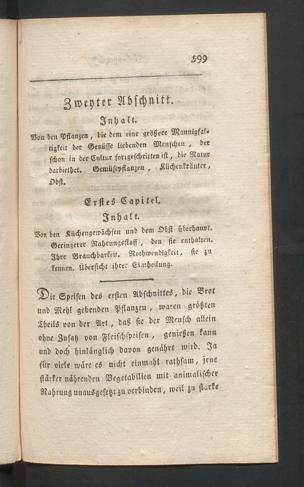 599
Zweyter Abschnitt.
Inhalt.
Von den Pflanzen, die dem eine größere Mannigfal-
tigkeit der Genüsse liebenden Menschen, der
schon in der Cultur fortgeschritten ist, die Natur
darbiethet. Gemüsepflanzen, Küchenkräuter,
Obst.
Erstes Capitel.
Inhalt.
Von den Küchengewächsen und dem Obst überhaupt.
Geringerer Nahrungsstoff, den sie enthalten.
Ihre Brauchbarkeit. Nothwendigkeit, sie zu
kennen. Übersicht ihrer Eintheilung.
Die Speisen des ersten Abschnittes, die Brot
und Mehl gebenden Pflanzen, waren größten
Theils von der Art, daß sie der Mensch allein
ohne Zusatz von Fleischspeisen, genießen kann
und doch hinlänglich davon genährt wird. Ja
für viele wäre es nicht einmahl rathsam, jene
stärker nährenden Vegetabilien mit animalischer
Nahrung unausgesetzt zu verbinden, weil zu starke